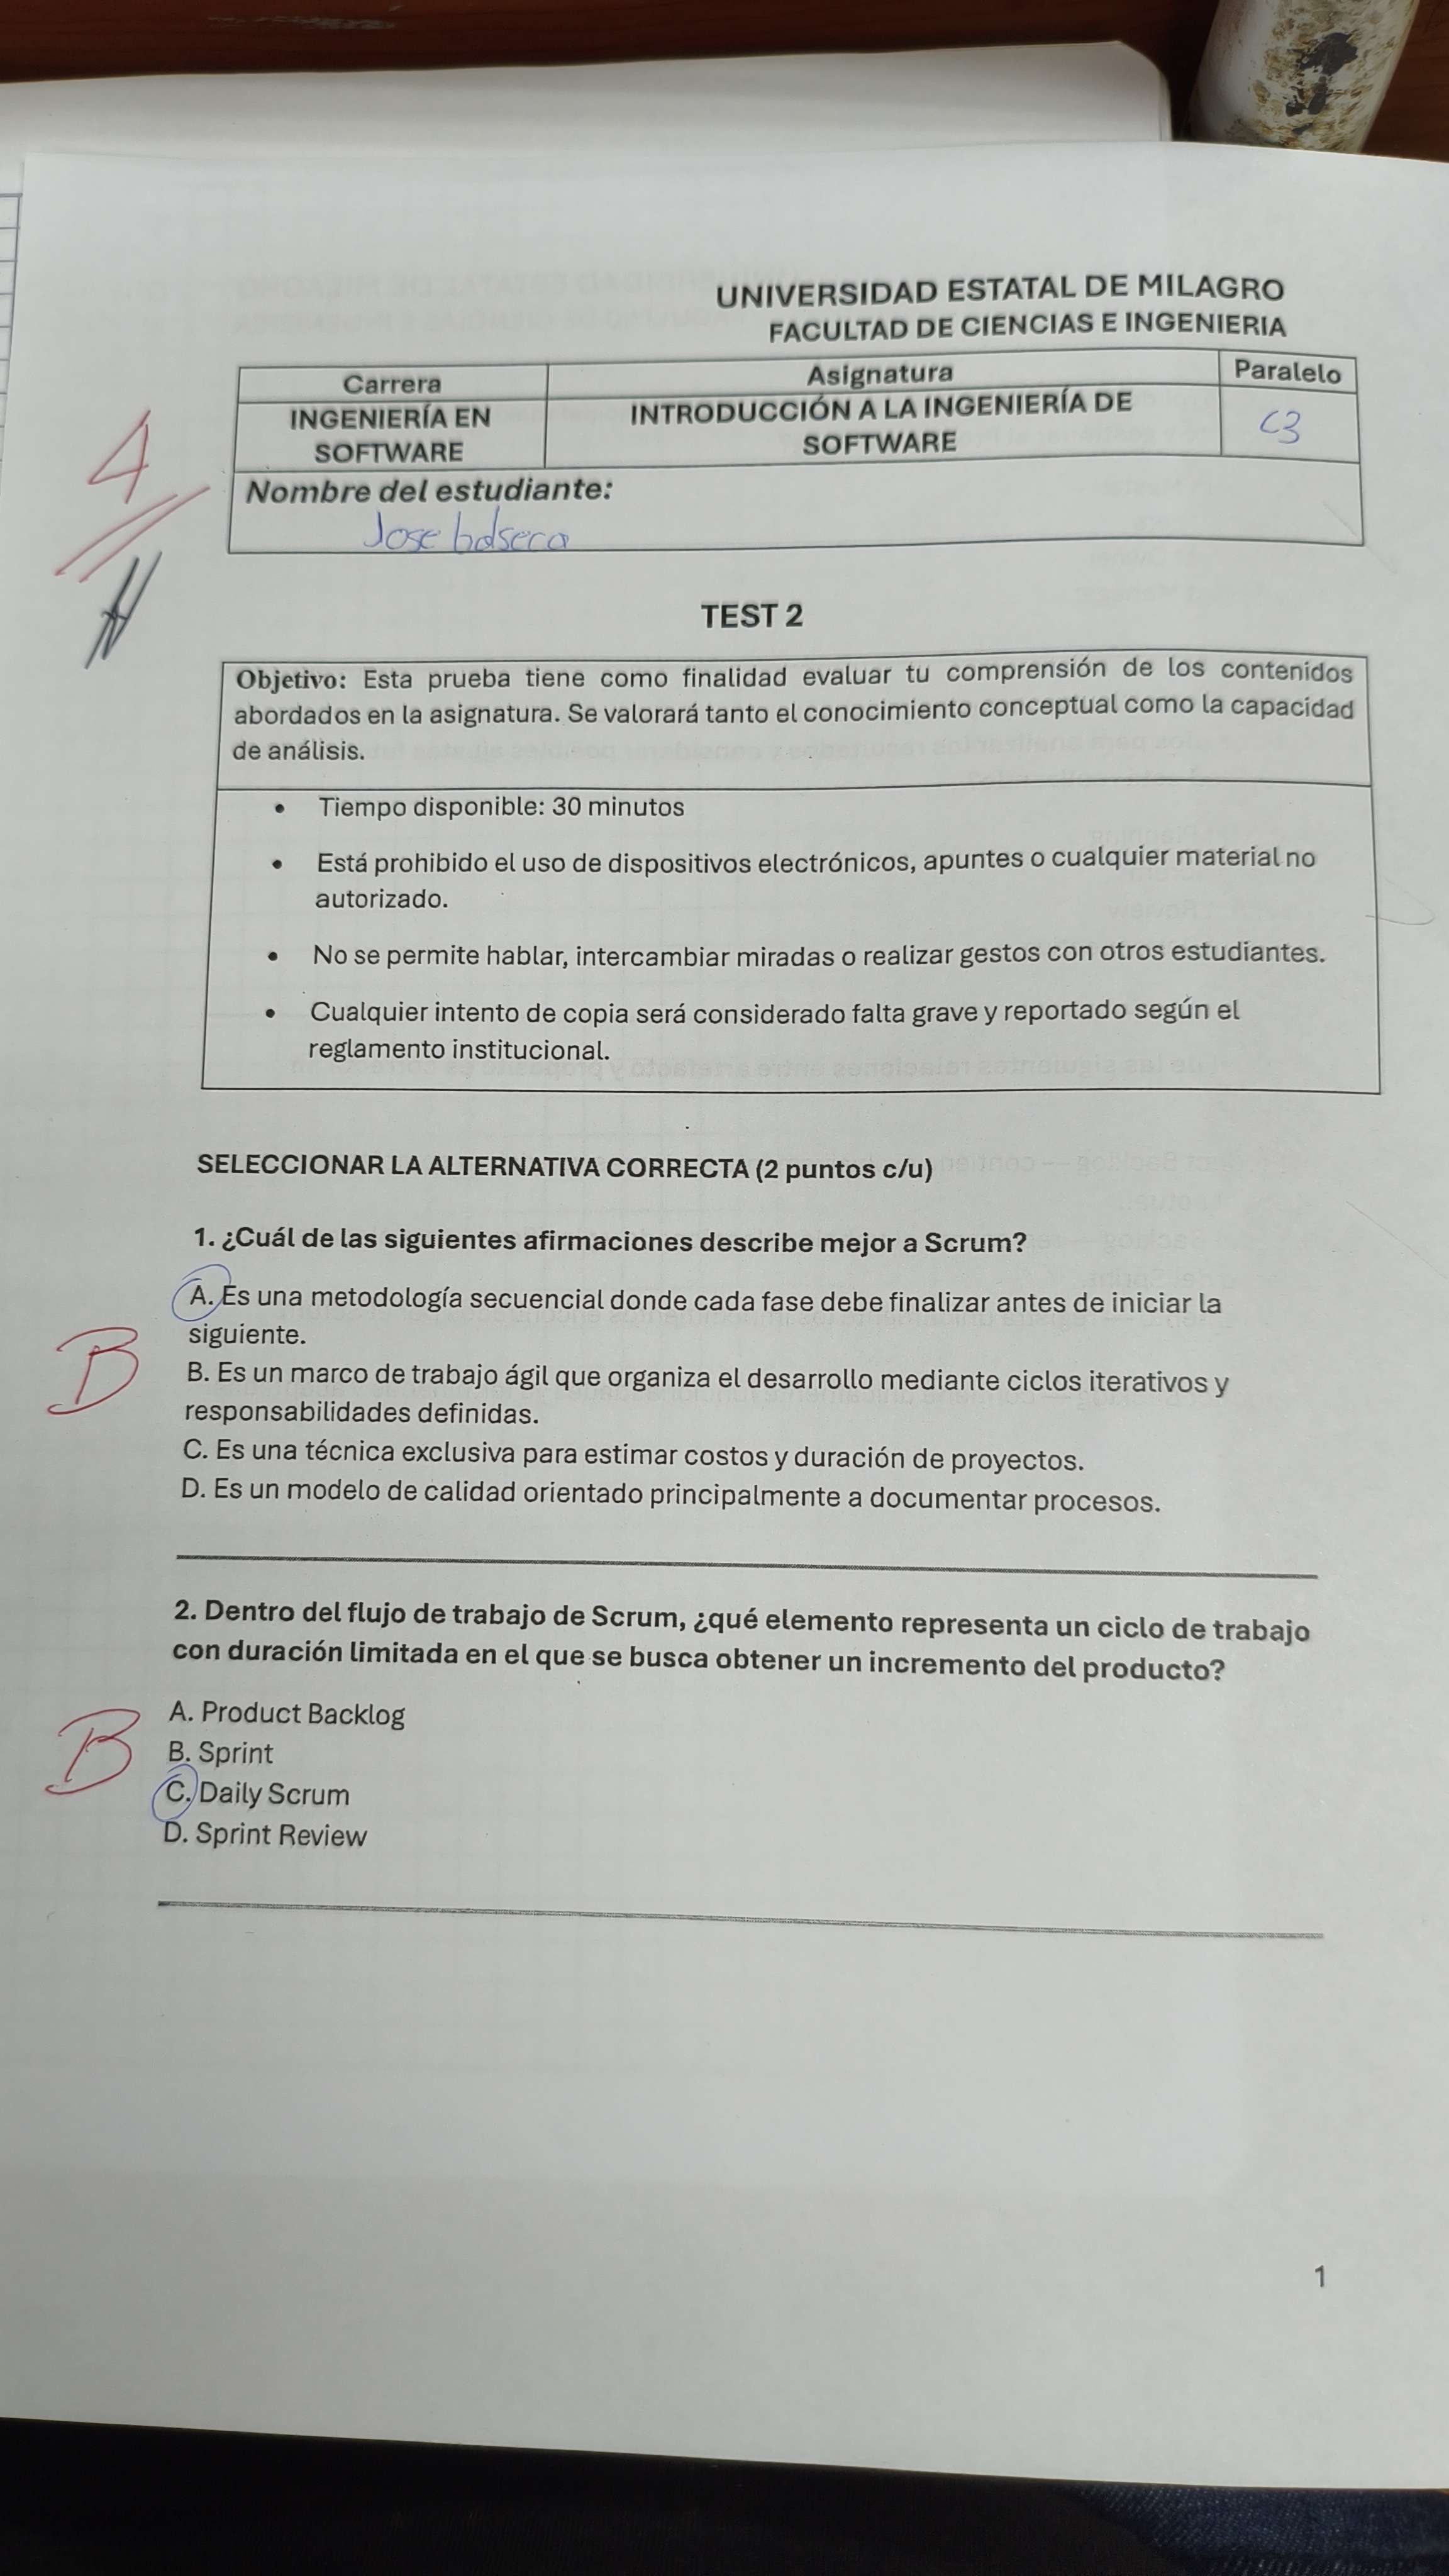 UNIVERSIDAD ESTATAL DE MILAGRO
FACULTAD DE CIENCIAS E INGENIERIA
Carrera
Asignatura
Paralelo
INGENIERÍA EN
SOFTWARE
INTRODUCCIÓN A LA INGENIERÍA DE
SOFTWARE
C3
Nombre del estudiante:
Jose balseca
4
TEST 2
Objetivo: Esta prueba tiene como finalidad evaluar tu comprensión de los contenidos
abordados en la asignatura. Se valorará tanto el conocimiento conceptual como la capacidad
de análisis.
• Tiempo disponible: 30 minutos
• Está prohibido el uso de dispositivos electrónicos, apuntes o cualquier material no
autorizado.
• No se permite hablar, intercambiar miradas o realizar gestos con otros estudiantes.
• Cualquier intento de copia será considerado falta grave y reportado según el
reglamento institucional.
SELECCIONAR LA ALTERNATIVA CORRECTA (2 puntos c/u)
1. ¿Cuál de las siguientes afirmaciones describe mejor a Scrum?
A. Es una metodología secuencial donde cada fase debe finalizar antes de iniciar la
siguiente.
B
B. Es un marco de trabajo ágil que organiza el desarrollo mediante ciclos iterativos y
responsabilidades definidas.
C. Es una técnica exclusiva para estimar costos y duración de proyectos.
D. Es un modelo de calidad orientado principalmente a documentar procesos.
2. Dentro del flujo de trabajo de Scrum, ¿qué elemento representa un ciclo de trabajo
con duración limitada en el que se busca obtener un incremento del producto?
A. Product Backlog
B
B. Sprint
C. Daily Scrum
D. Sprint Review
1